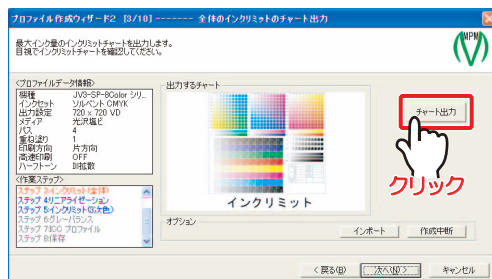 プロファイル作成ウィザード2 [3/10] ------- 全体のインクリミットのチャート出力
最大インク量のインクリミットチャートを出力します。
目視でインクリミットチャートを確認してください。
MPM
<プロファイルデータ情報>
機種 JV3-SP-8Color シリ...
インクセット ソルベント CMYK
出力設定 720 x 720 VD
メディア 光沢塩ビ
パス 4
重ね塗り 1
印刷方向 片方向
高速印刷 OFF
ハーフトーン D拡散
<作業ステップ>
ステップ 3インクリミット(全体)
ステップ 4リニアライゼーション
ステップ 5インクリミット(3次色)
ステップ 6グレーバランス
ステップ 7ICC プロファイル
ステップ 8保存
出力するチャート
インクリミット
チャート出力
クリック
オプション
インポート
作成中断
< 戻る(B)
次へ(N) >
キャンセル